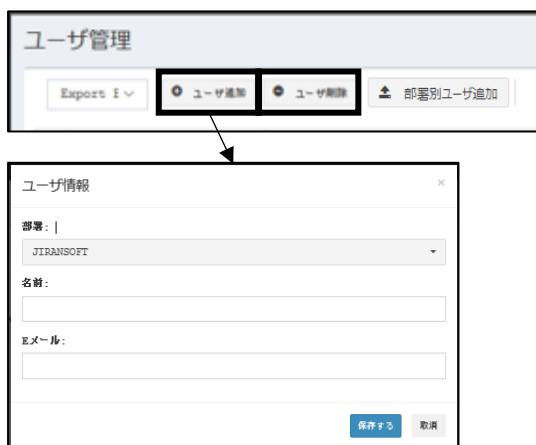 ユーザ管理
Export E
ユーザ追加
ユーザ削除
部署別ユーザ追加
ユーザ情報
×
部署:
JIRANSOFT
名前:
Eメール:
保存する
取消